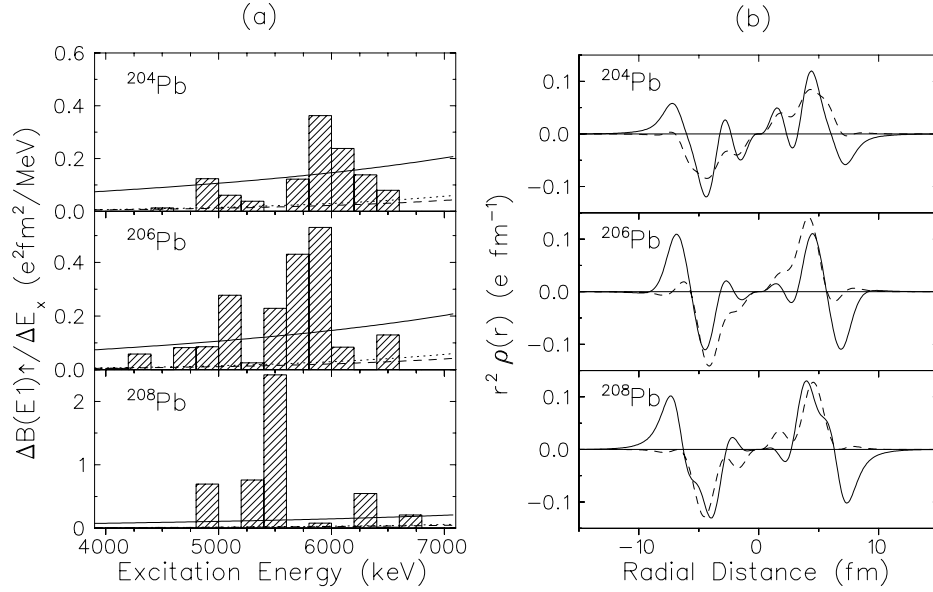 (a)
(b)
ΔB(E1)↑/ΔE_x (e²fm²/MeV)
0.6
0.4
0.2
0.0
²⁰⁴Pb
0.4
0.2
0.0
²⁰⁶Pb
2
1
0
²⁰⁸Pb
4000 5000 6000 7000
Excitation Energy (keV)
r² ρ(r) (e fm⁻¹)
0.1
0.0
−0.1
²⁰⁴Pb
0.1
0.0
−0.1
²⁰⁶Pb
0.1
0.0
−0.1
²⁰⁸Pb
−10 0 10
Radial Distance (fm)